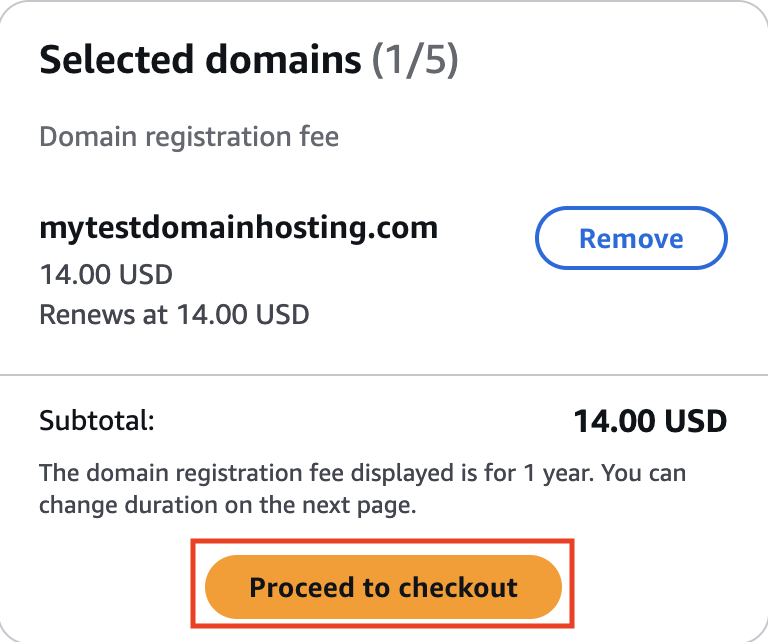 Selected domains (1/5)
Domain registration fee
mytestdomainhosting.com
Remove
14.00 USD
Renews at 14.00 USD
Subtotal:
14.00 USD
The domain registration fee displayed is for 1 year. You can
change duration on the next page.
Proceed to checkout